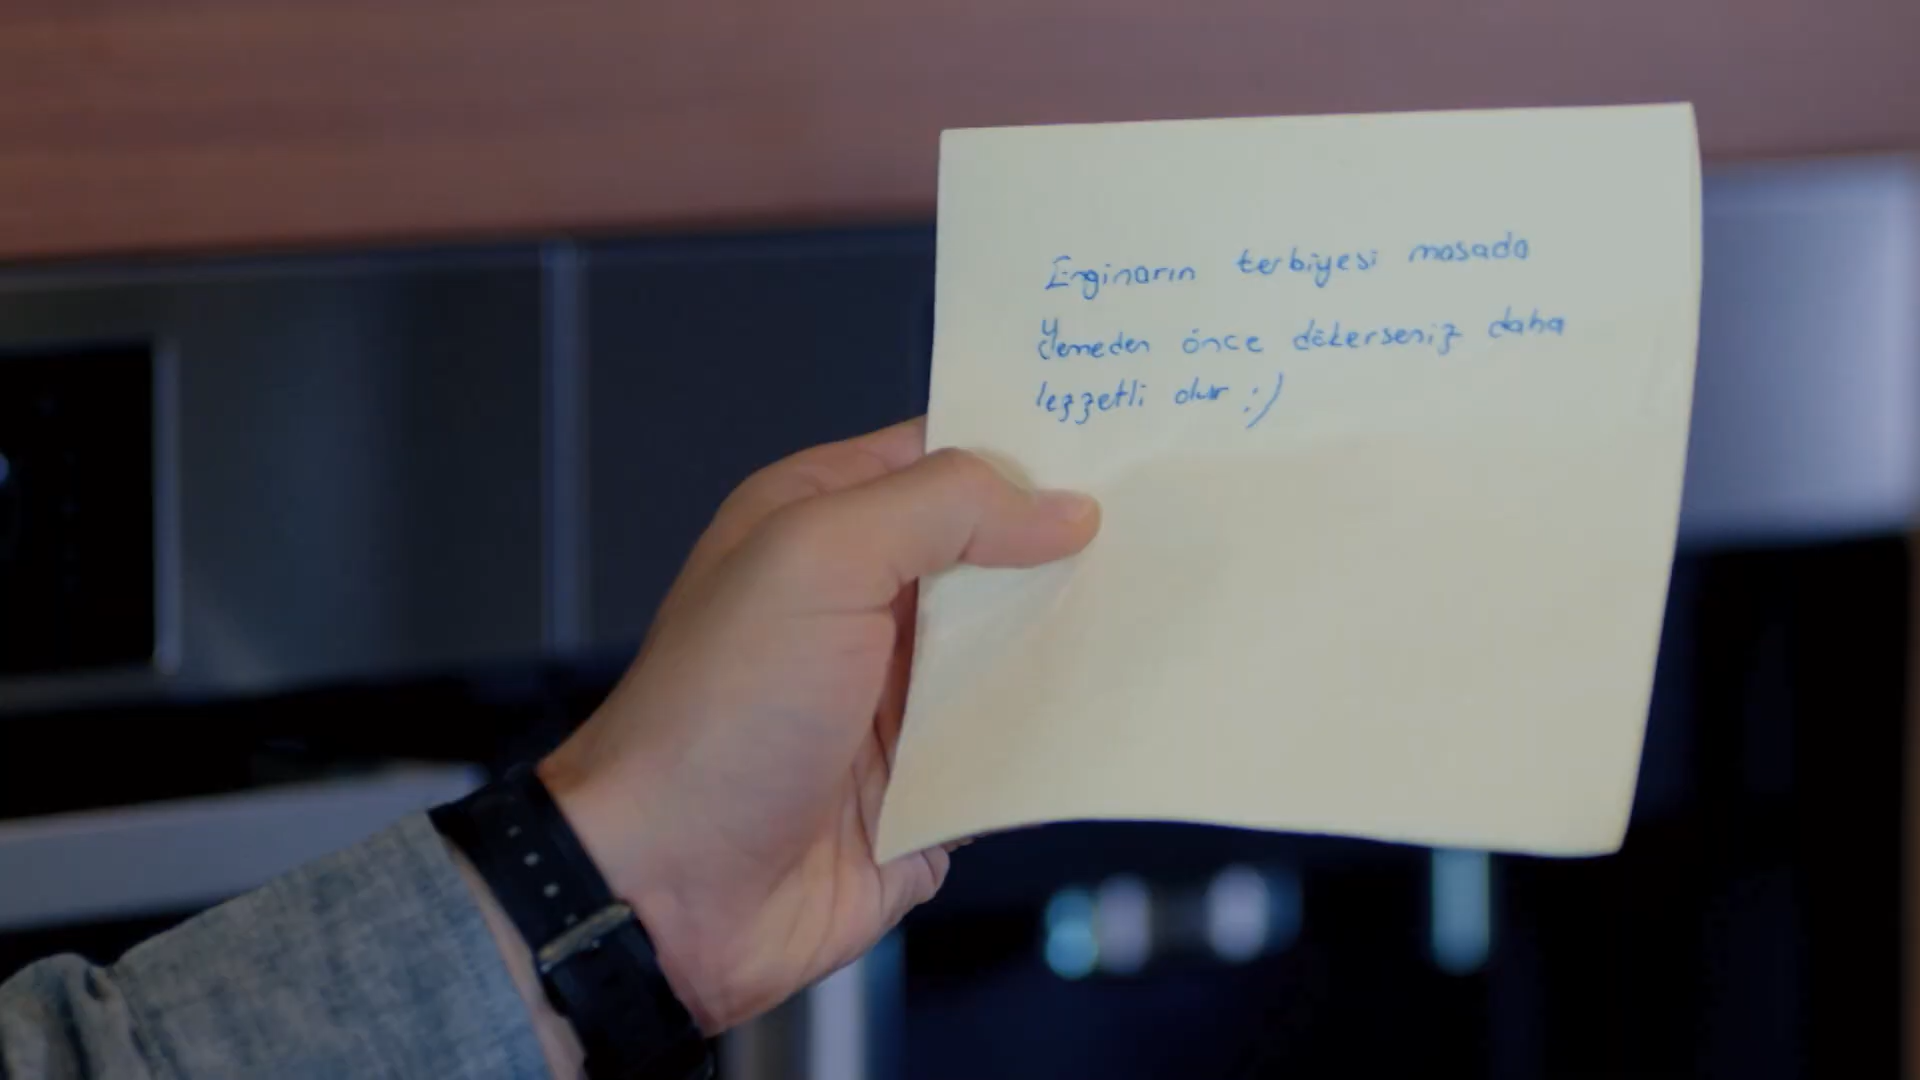 Enginarın terbiyesi masada
Yemeden önce dökerseniz daha
lezzetli olur :)